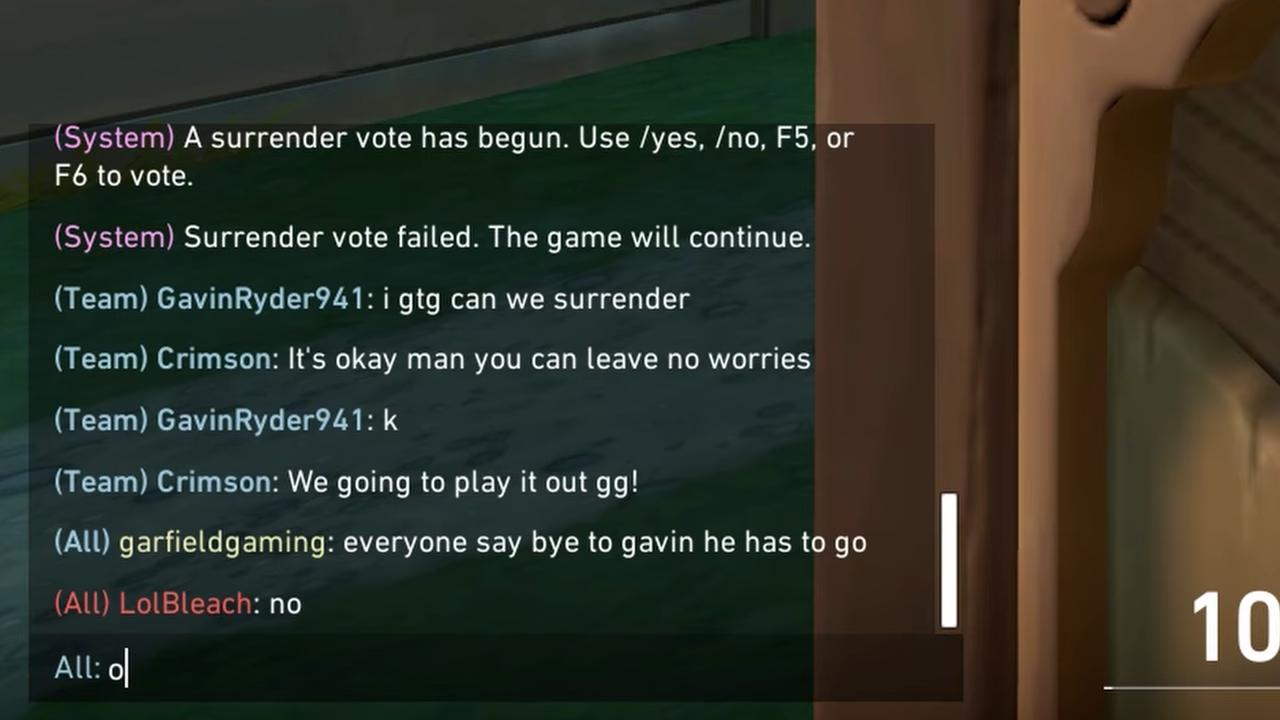 (System) A surrender vote has begun. Use /yes, /no, F5, or
F6 to vote.
(System) Surrender vote failed. The game will continue.
(Team) GavinRyder941: i gtg can we surrender
(Team) Crimson: It's okay man you can leave no worries
(Team) GavinRyder941: k
(Team) Crimson: We going to play it out gg!
(All) garfieldgaming: everyone say bye to gavin he has to go
(All) LolBleach: no
All: o
10